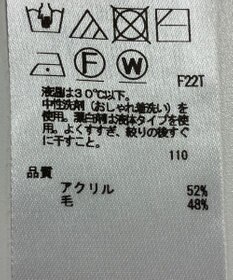 F
W
F22T
液温は30℃以下。
中性洗剤(おしゃれ着洗い)を
使用。漂白剤は液体タイプを使
用。よくすすぎ、絞りの後すぐ
に干すこと。
110
品質
アクリル 52%
毛 48%